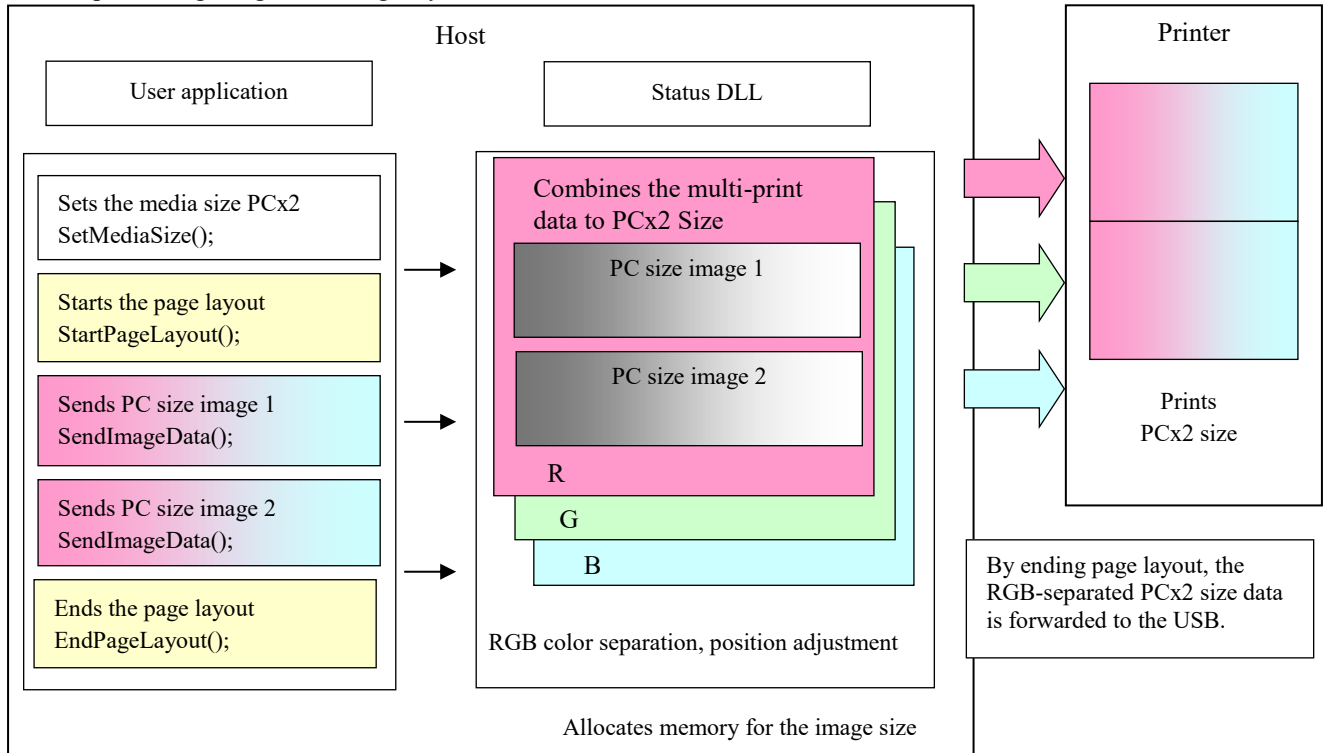 Host
User application
Sets the media size PCx2
SetMediaSize();
Starts the page layout
StartPageLayout();
Sends PC size image 1
SendImageData();
Sends PC size image 2
SendImageData();
Ends the page layout
EndPageLayout();
Status DLL
Combines the multi-print
data to PCx2 Size
PC size image 1
PC size image 2
R
G
B
RGB color separation, position adjustment
Allocates memory for the image size
Printer
Prints
PCx2 size
By ending page layout, the
RGB-separated PCx2 size data
is forwarded to the USB.